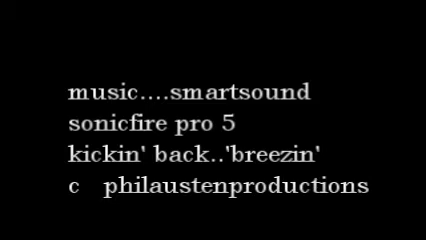 music....smartsound
sonicfire pro 5
kickin' back..'breezin'
c philaustenproductions